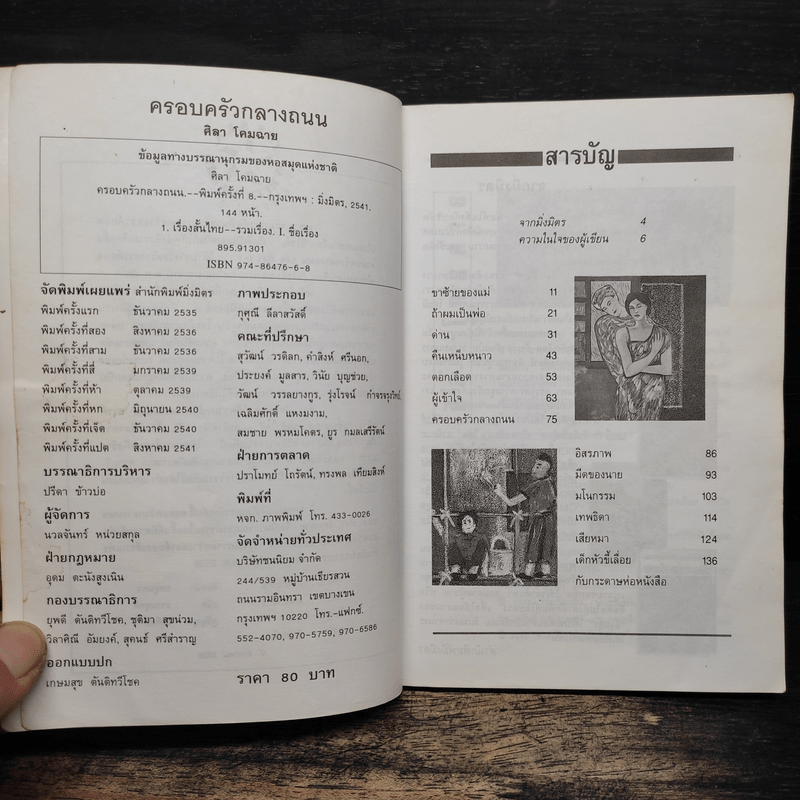 ครอบครัวกลางถนน
ศิลา โคมฉาย
ข้อมูลทางบรรณานุกรมของหอสมุดแห่งชาติ
ศิลา โคมฉาย
ครอบครัวกลางถนน.--พิมพ์ครั้งที่ 8.--กรุงเทพฯ : มิ่งมิตร, 2541.
144 หน้า.
1. เรื่องสั้นไทย--รวมเรื่อง. I. ชื่อเรื่อง
895.91301
ISBN 974-86476-6-8
จัดพิมพ์เผยแพร่ สำนักพิมพ์มิ่งมิตร
พิมพ์ครั้งแรก ธันวาคม 2535
พิมพ์ครั้งที่สอง สิงหาคม 2536
พิมพ์ครั้งที่สาม ธันวาคม 2536
พิมพ์ครั้งที่สี่ มกราคม 2539
พิมพ์ครั้งที่ห้า ตุลาคม 2539
พิมพ์ครั้งที่หก มิถุนายน 2540
พิมพ์ครั้งที่เจ็ด ธันวาคม 2540
พิมพ์ครั้งที่แปด สิงหาคม 2541
บรรณาธิการบริหาร
ปรีดา ข้าวบ่อ
ผู้จัดการ
นวลจันทร์ หน่วยสกุล
ฝ่ายกฎหมาย
อุดม ตะนังสูงเนิน
กองบรรณาธิการ
ยุพดี ตันติทวีโชค, ชุติมา สุขน่วม,
วิลาศิณี อัมยงค์, สุคนธ์ ศรีสำราญ
ออกแบบปก
เกษมสุข ตันติทวีโชค
ภาพประกอบ
กุศุณี ลีลาสวัสดิ์
คณะที่ปรึกษา
สุวัฒน์ วรดิลก, คำสิงห์ ศรีนอก,
ประยงค์ มูลสาร, วินัย บุญช่วย,
วัฒน์ วรรลยางกูร, รุ่งโรจน์ กำจรจรุงวิทย์,
เฉลิมศักดิ์ แหงมงาม,
สมชาย พรหมโคตร, ยูร กมลเสรีรัตน์
ฝ่ายการตลาด
ปราโมทย์ โถรัตน์, ทรงพล เทียมสิงห์
พิมพ์ที่
หจก. ภาพพิมพ์ โทร. 433-0026
จัดจำหน่ายทั่วประเทศ
บริษัทชนนิยม จำกัด
244/539 หมู่บ้านเธียรสวน
ถนนรามอินทรา เขตบางเขน
กรุงเทพฯ 10220 โทร.-แฟกซ์.
552-4070, 970-5759, 970-6586
ราคา 80 บาท
สารบัญ
จากมิ่งมิตร 4
ความในใจของผู้เขียน 6
ขาซ้ายของแม่ 11
ถ้าผมเป็นพ่อ 21
ด่าน 31
คืนเหน็บหนาว 43
ตอกเลือด 53
ผู้เข้าใจ 63
ครอบครัวกลางถนน 75
อิสรภาพ 86
มีดของนาย 93
มโนกรรม 103
เทพธิดา 114
เสียหมา 124
เด็กหัวขี้เลื่อย 136
กับกระดาษห่อหนังสือ